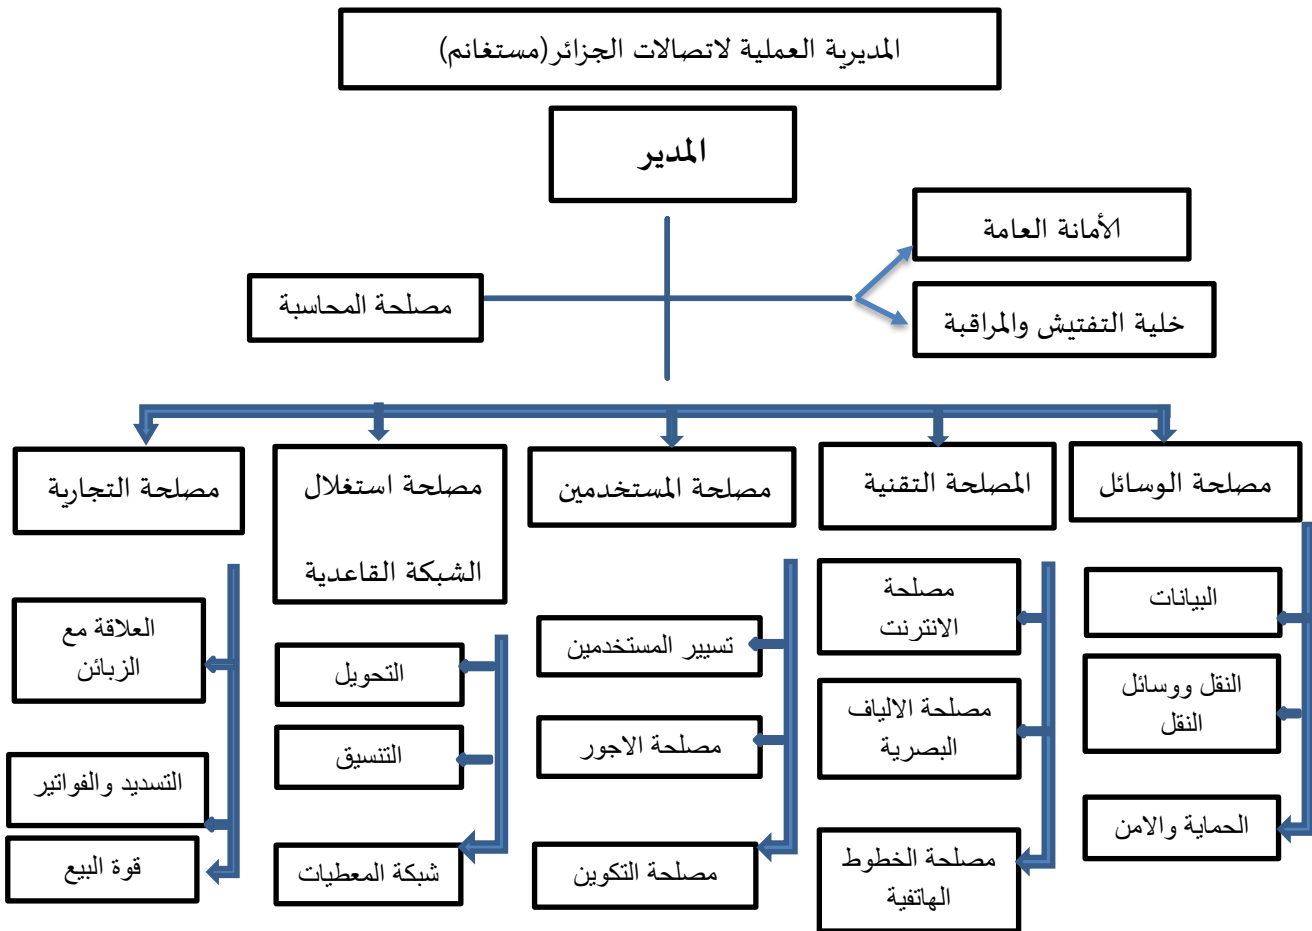 المديرية العملية لاتصالات الجزائر(مستغانم)
المدير
الأمانة العامة
مصلحة المحاسبة
خلية التفتيش والمراقبة
مصلحة الوسائل
المصلحة التقنية
مصلحة المستخدمين
مصلحة استغلال
الشبكة القاعدية
مصلحة التجارية
البيانات
النقل ووسائل
النقل
الحماية والامن
مصلحة
الانترنت
مصلحة الالياف
البصرية
مصلحة الخطوط
الهاتفية
تسيير المستخدمين
مصلحة الاجور
مصلحة التكوين
التحويل
التنسيق
شبكة المعطيات
العلاقة مع
الزبائن
التسديد والفواتير
قوة البيع